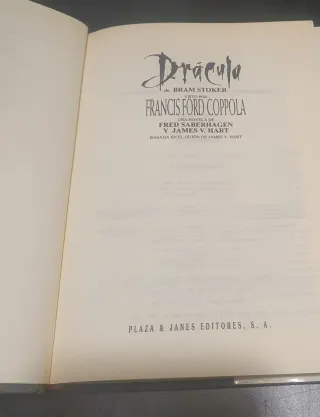 Drácula
de BRAM STOKER
VISTO POR
FRANCIS FORD COPPOLA
UNA NOVELA DE
FRED SABERHAGEN
Y JAMES V. HART
BASADA EN EL GUIÓN DE JAMES V. HART
PLAZA & JANES EDITORES, S. A.